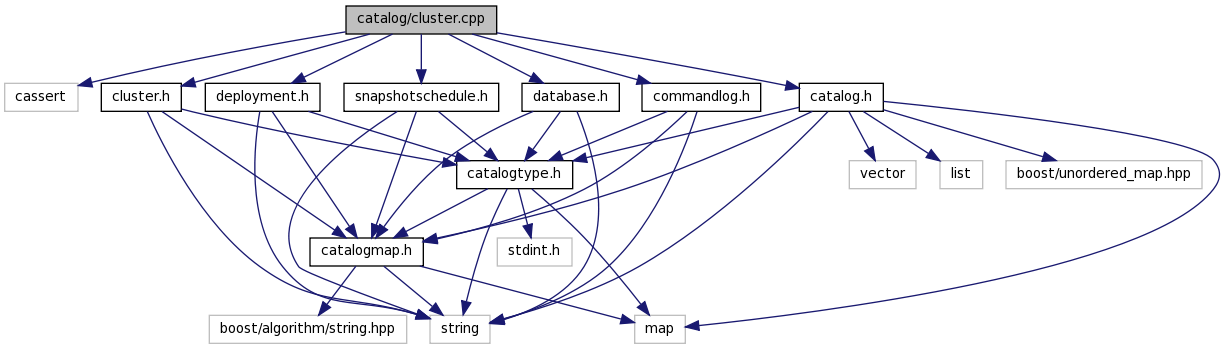 catalog/cluster.cpp
cassert
cluster.h
deployment.h
snapshotschedule.h
database.h
commandlog.h
catalog.h
catalogtype.h
vector
list
boost/unordered_map.hpp
catalogmap.h
stdint.h
boost/algorithm/string.hpp
string
map